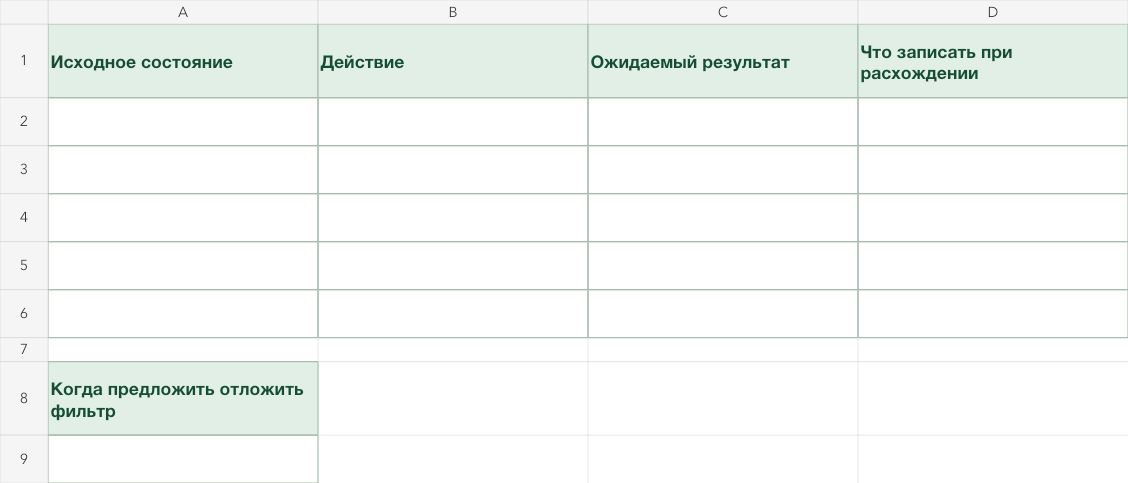 A B C D
1 Исходное состояние Действие Ожидаемый результат Что записать при
расхождении
2
3
4
5
6
7
8 Когда предложить отложить
фильтр
9